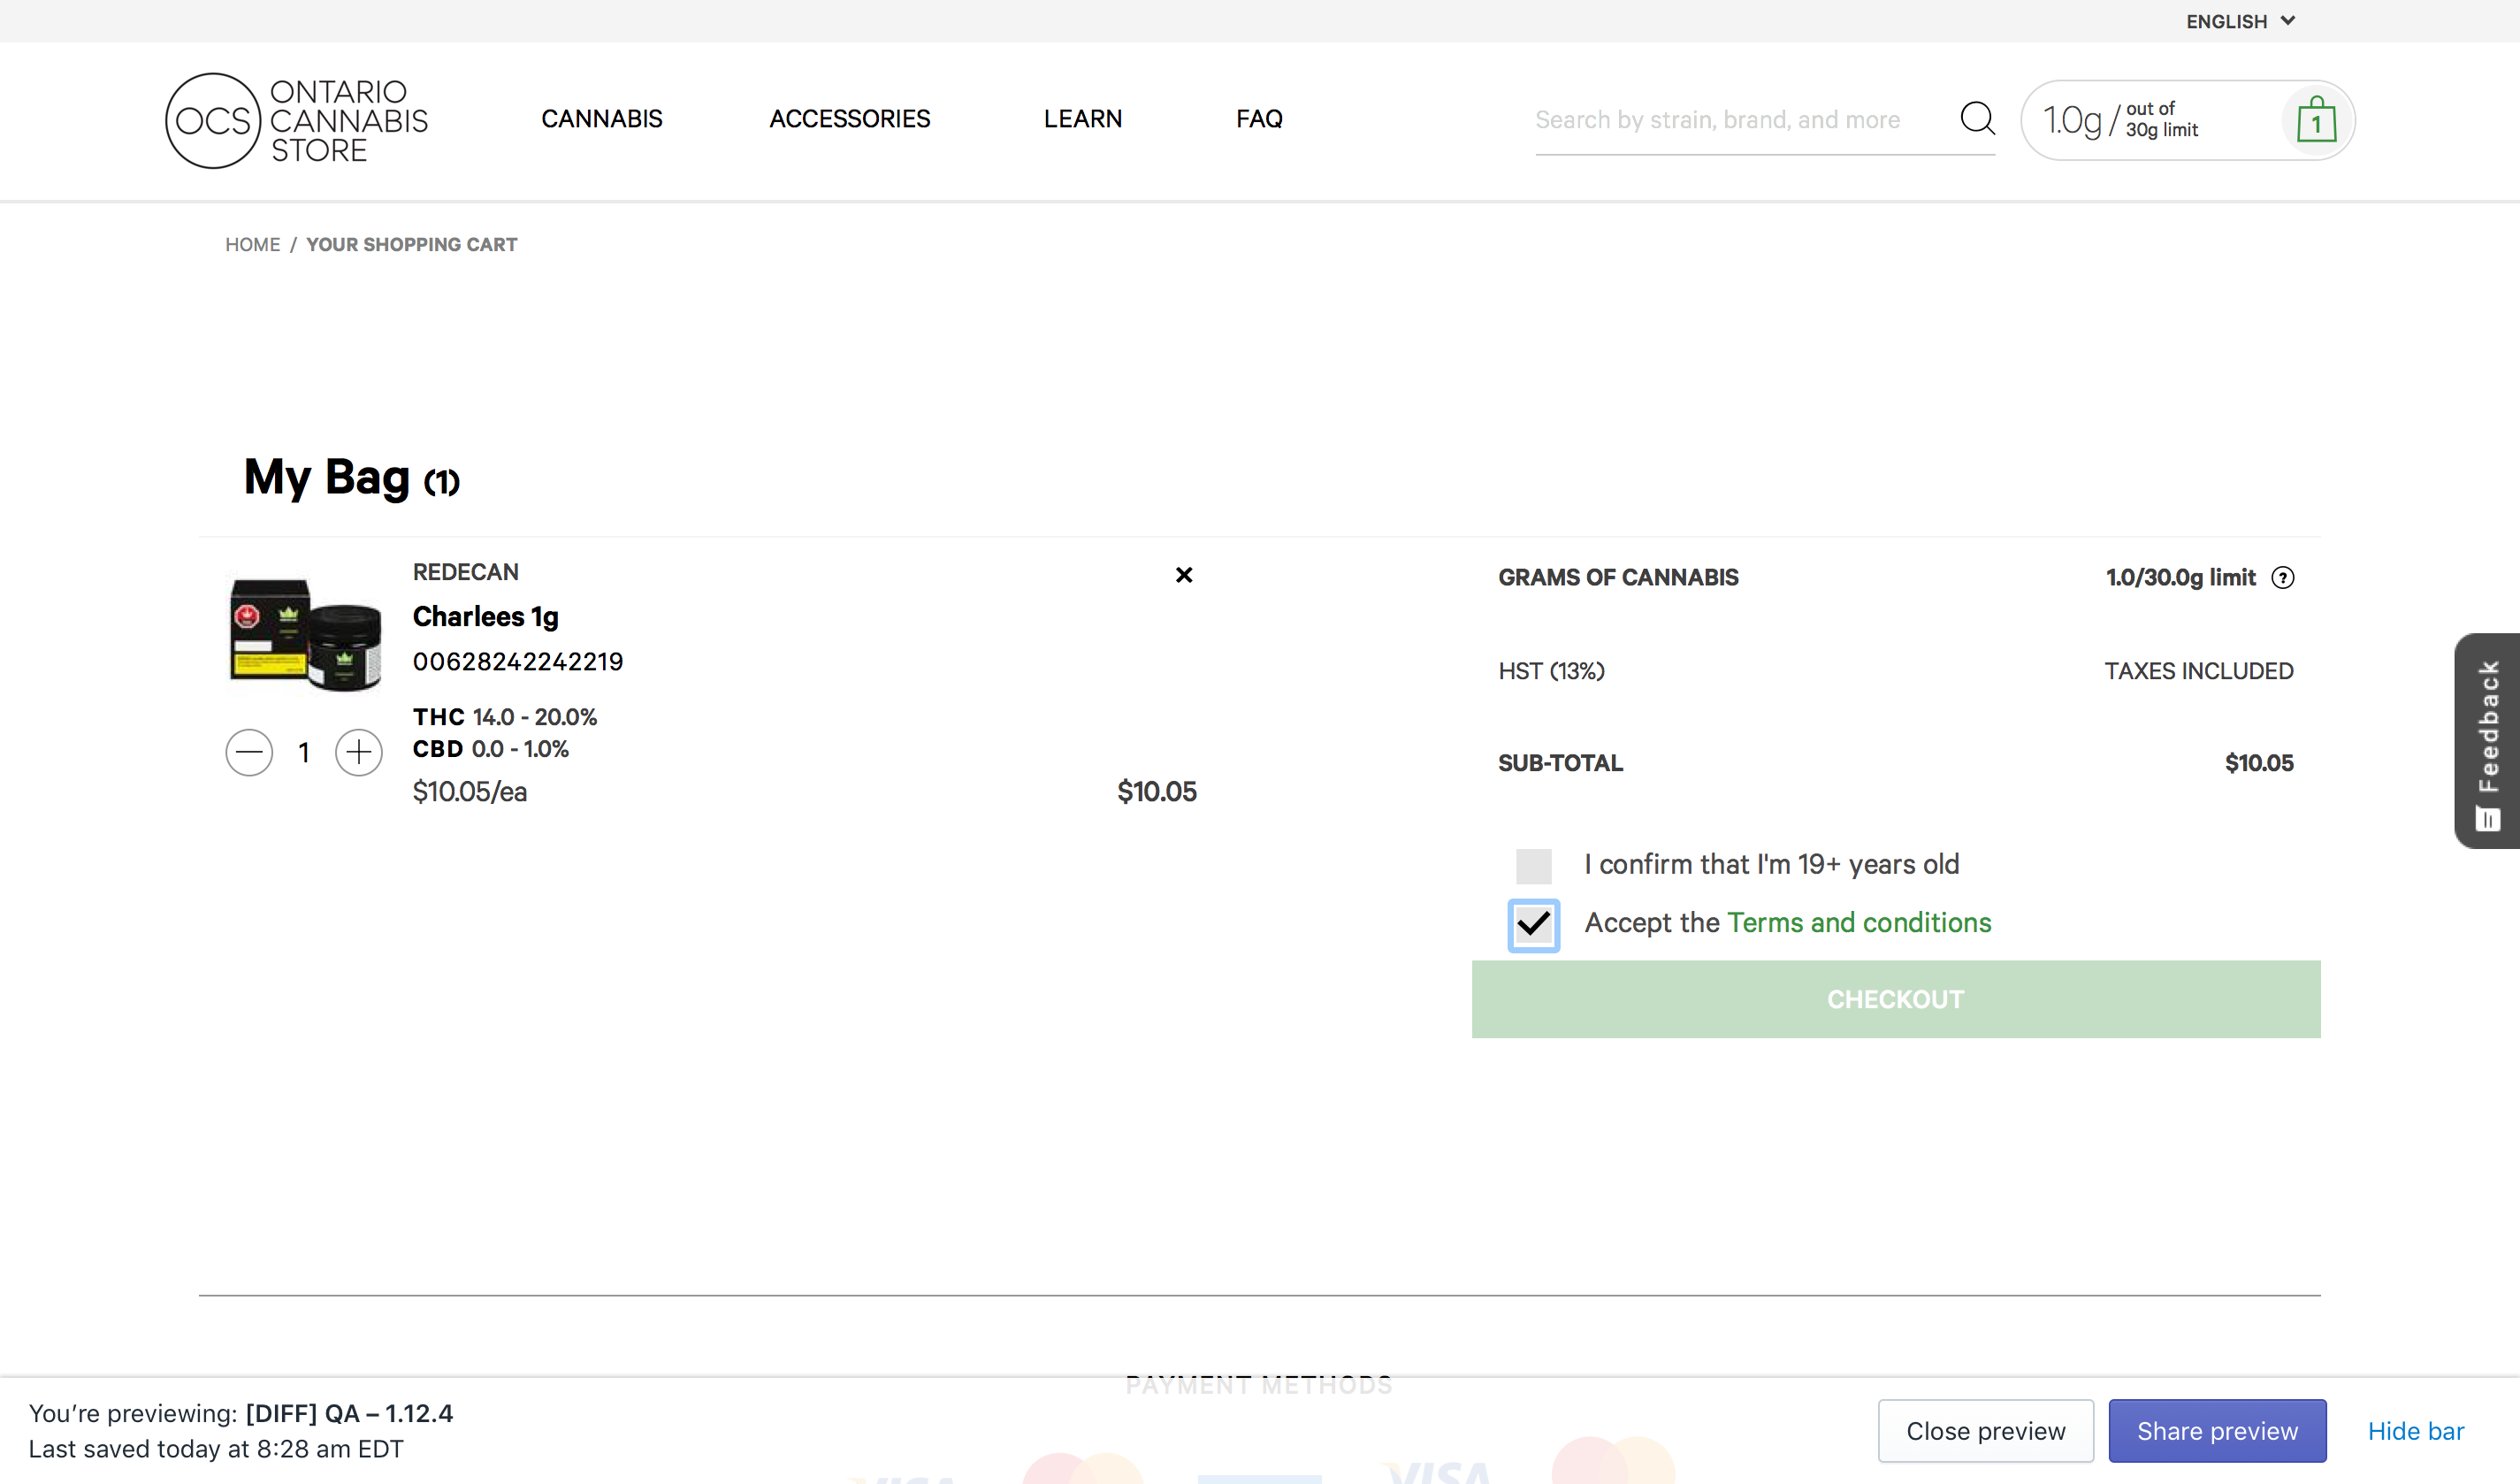 ENGLISH
OCS
ONTARIO
CANNABIS
STORE
CANNABIS
ACCESSORIES
LEARN
FAQ
Search by strain, brand, and more
1.0g / out of
30g limit
1
HOME / YOUR SHOPPING CART
My Bag (1)
REDECAN
Charlees 1g
00628242242219
THC 14.0 - 20.0%
CBD 0.0 - 1.0%
1
$10.05/ea
$10.05
GRAMS OF CANNABIS
1.0/30.0g limit ?
HST (13%)
TAXES INCLUDED
SUB-TOTAL
$10.05
I confirm that I'm 19+ years old
Accept the Terms and conditions
CHECKOUT
Feedback
PAYMENT METHODS
VISA
VISA
You’re previewing: [DIFF] QA – 1.12.4
Last saved today at 8:28 am EDT
Close preview
Share preview
Hide bar